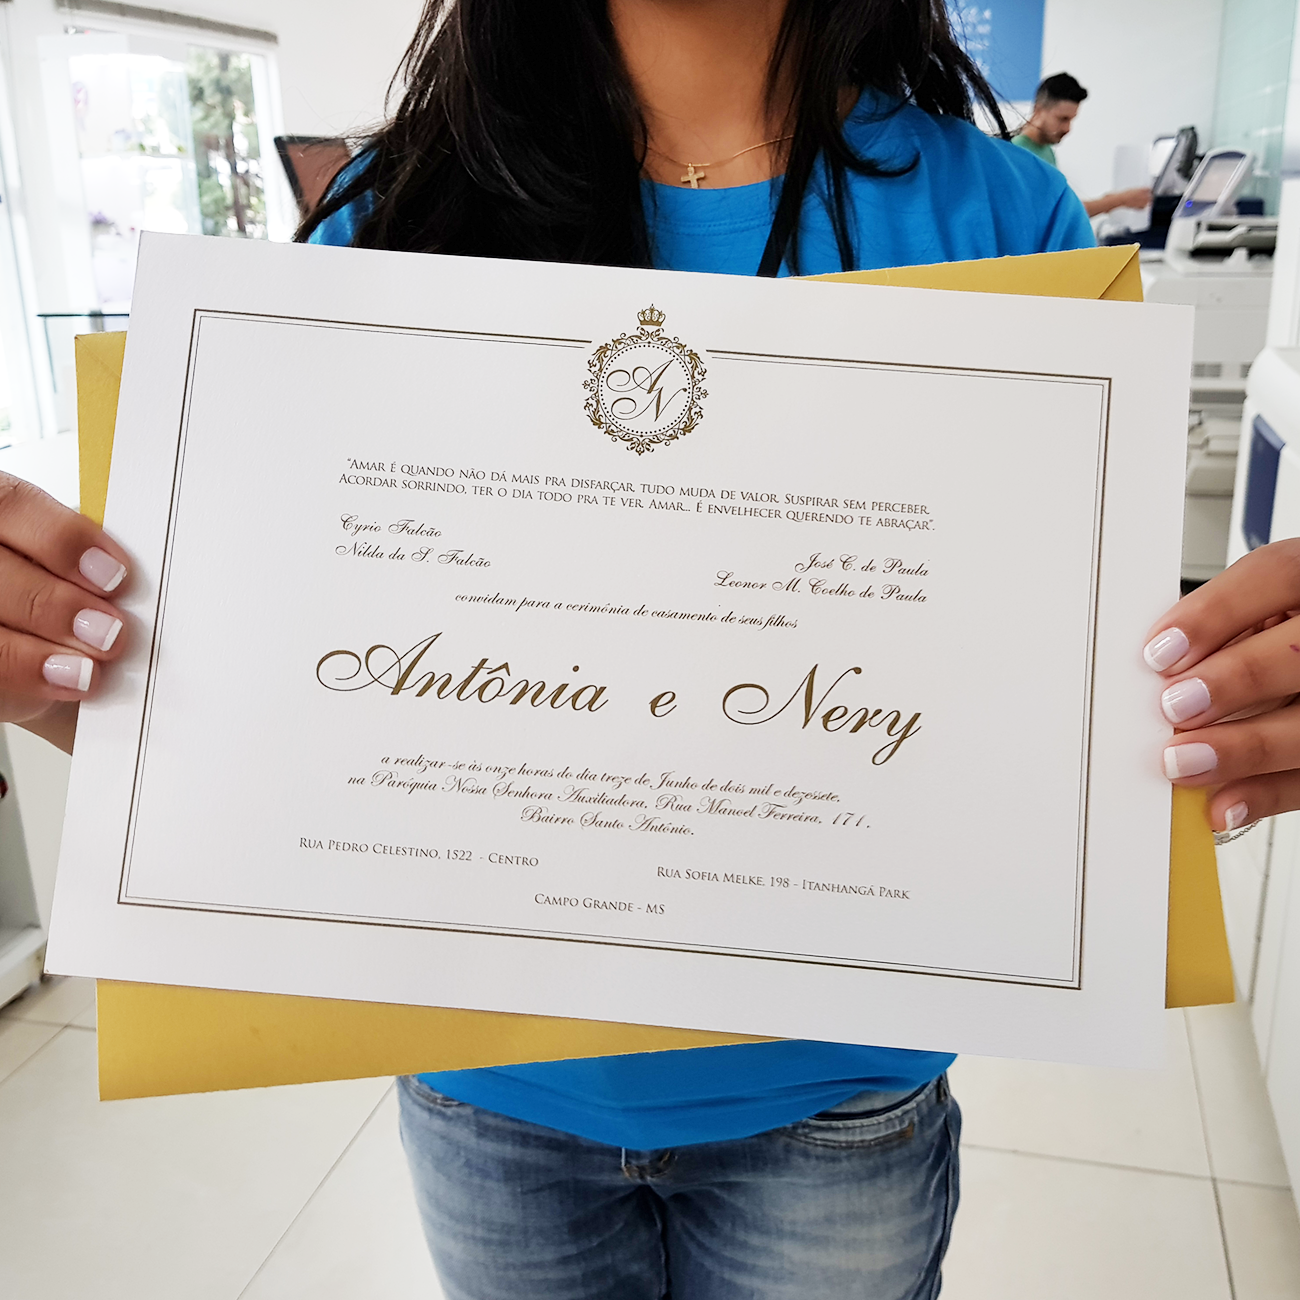 AN
“AMAR É QUANDO NÃO DÁ MAIS PRA DISFARÇAR, TUDO MUDA DE VALOR. SUSPIRAR SEM PERCEBER.
ACORDAR SORRINDO, TER O DIA TODO PRA TE VER. AMAR... É ENVELHECER QUERENDO TE ABRAÇAR”.
Cyrio Falcão
Nilda da S. Falcão
José C. de Paula
Leonor M. Coelho de Paula
convidam para a cerimônia de casamento de seus filhos
Antônia e Nery
a realizar-se às onze horas do dia treze de Junho de dois mil e dezessete,
na Paróquia Nossa Senhora Auxiliadora, Rua Manoel Ferreira, 171,
Bairro Santo Antônio.
RUA PEDRO CELESTINO, 1522 - CENTRO
RUA SOFIA MELKE, 198 - ITANHANGÁ PARK
CAMPO GRANDE - MS